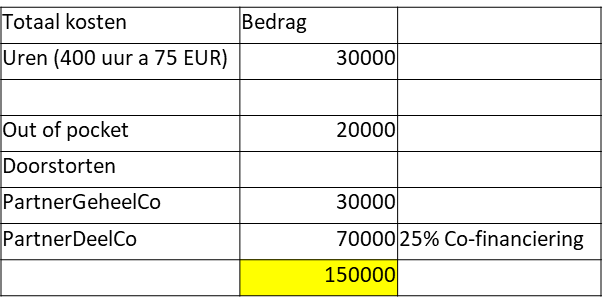 Totaal kosten Bedrag
Uren (400 uur a 75 EUR) 30000
Out of pocket 20000
Doorstorten
PartnerGeheelCo 30000
PartnerDeelCo 70000 25% Co-financiering
150000